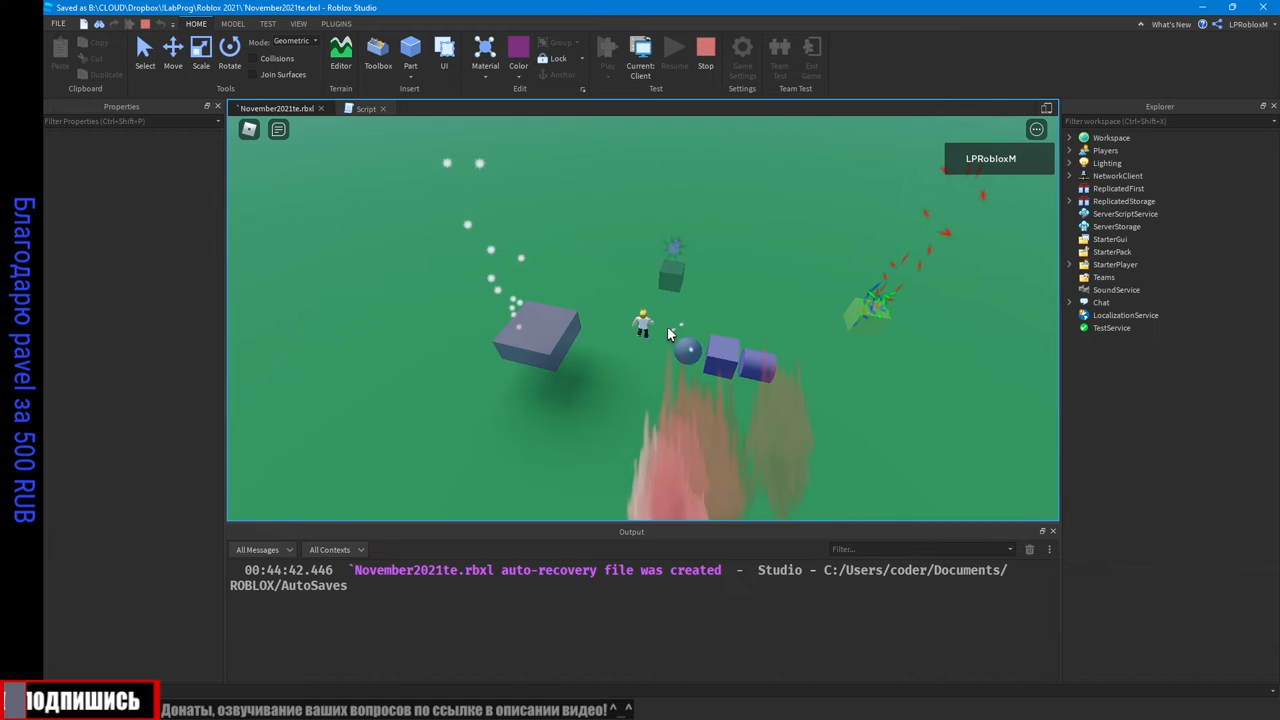 Saved as B:\CLOUD\Dropbox\!LabProg\Roblox 2021\`November2021te.rbxl - Roblox Studio
FILE HOME MODEL TEST VIEW PLUGINS What's New LPRobloxM
Paste Copy Cut Duplicate Clipboard
Select Move Scale Rotate Mode: Geometric Collisions Join Surfaces Tools
Editor Terrain
Toolbox Part UI Insert
Material Color Group Lock Anchor Edit
Play Current: Client Resume Stop Test
Game Settings Settings
Team Test Exit Game Team Test
Properties
Filter Properties (Ctrl+Shift+P)
`November2021te.rbxl Script
LPRobloxM
Explorer
Filter workspace (Ctrl+Shift+X)
Workspace
Players
Lighting
NetworkClient
ReplicatedFirst
ReplicatedStorage
ServerScriptService
ServerStorage
StarterGui
StarterPack
StarterPlayer
Teams
SoundService
Chat
LocalizationService
TestService
Output
All Messages All Contexts Filter...
00:44:42.446 `November2021te.rbxl auto-recovery file was created - Studio - C:/Users/coder/Documents/
ROBLOX/AutoSaves
Благодарю pavel за 500 RUB
подпишись
Донаты, озвучивание ваших вопросов по ссылке в описании видео! ^_^